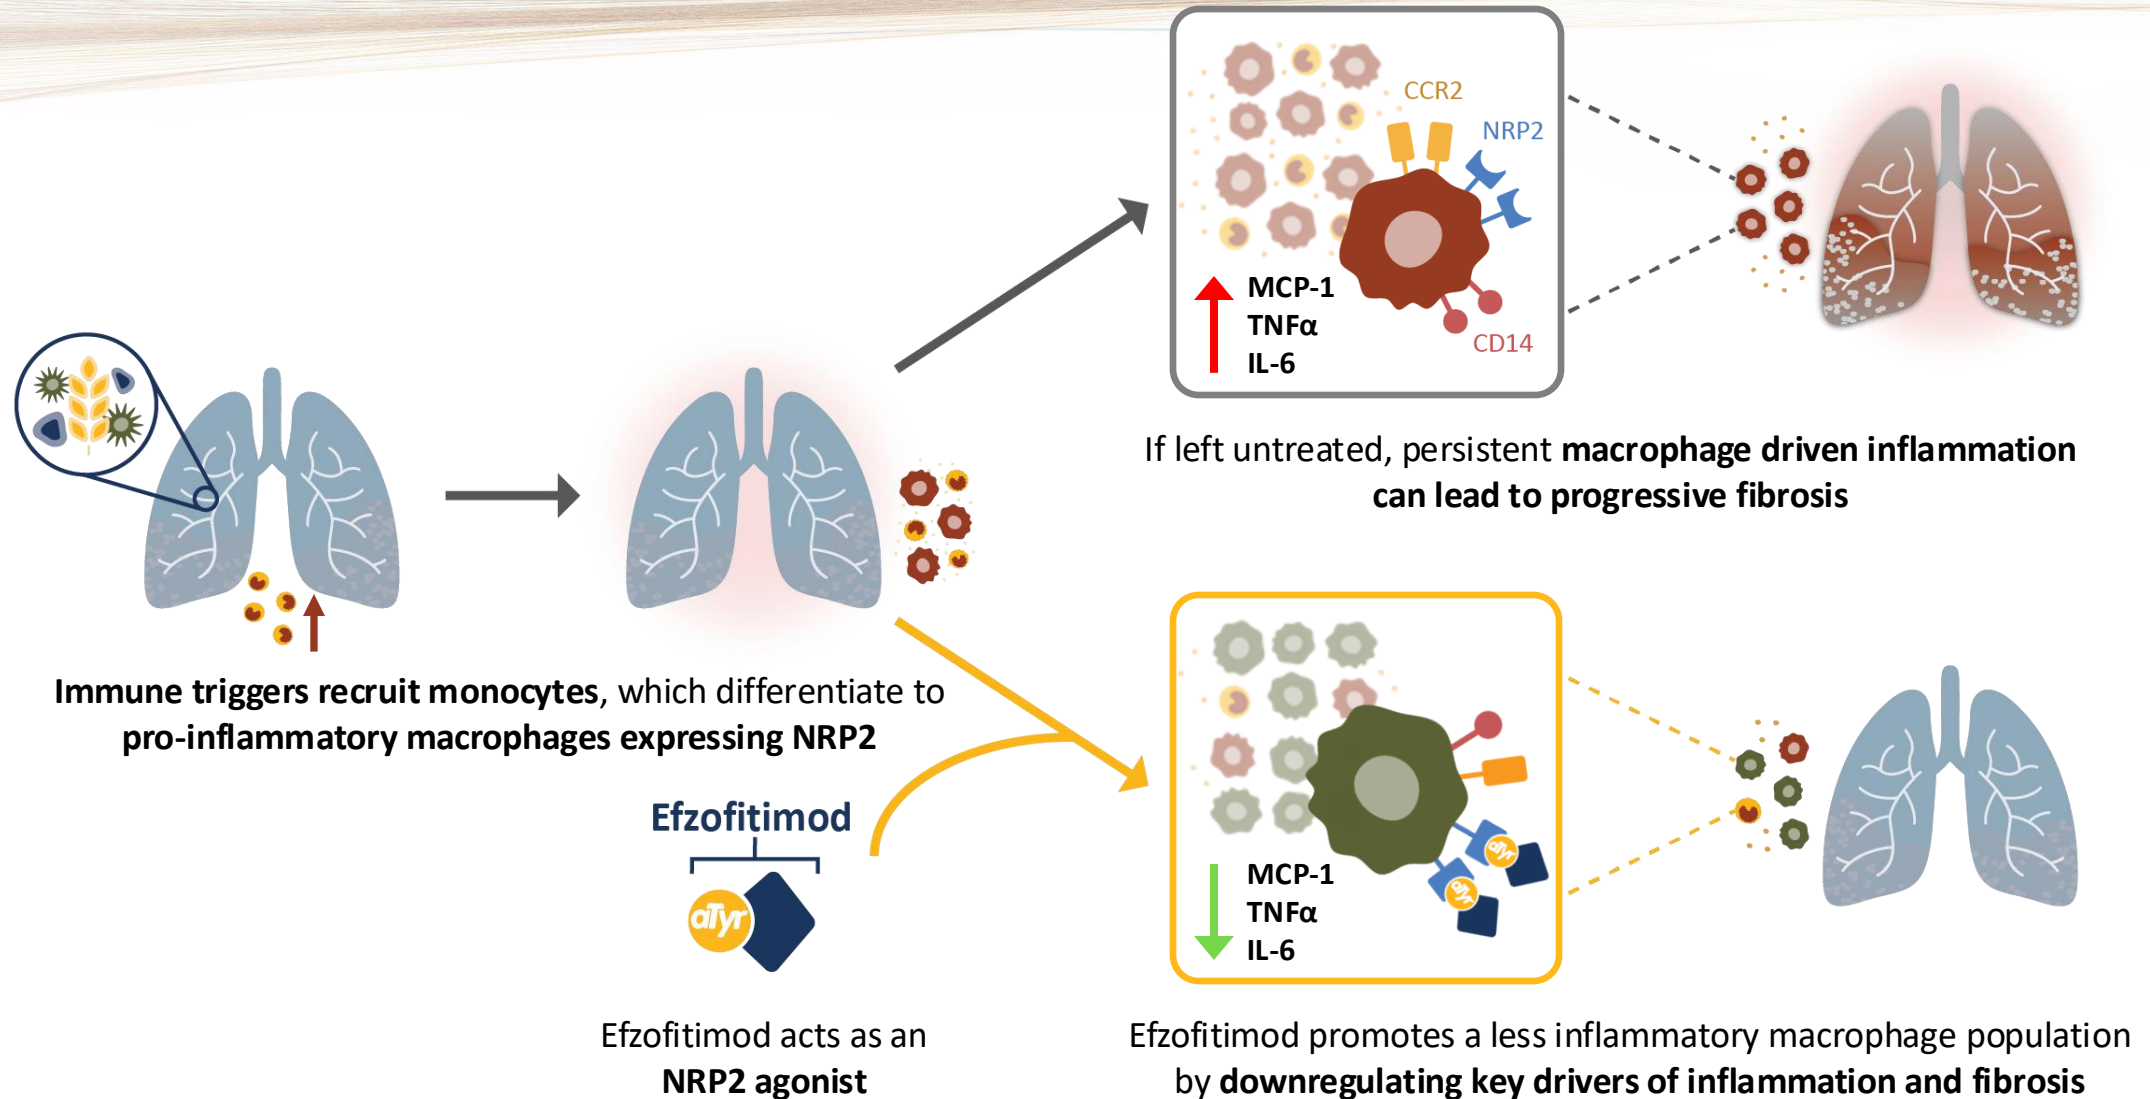 CCR2
NRP2
MCP-1
TNFα
IL-6
CD14
If left untreated, persistent macrophage driven inflammation
can lead to progressive fibrosis
Immune triggers recruit monocytes, which differentiate to
pro-inflammatory macrophages expressing NRP2
Efzofitimod
aTyr
Efzofitimod acts as an
NRP2 agonist
aTyr
aTyr
MCP-1
TNFα
IL-6
Efzofitimod promotes a less inflammatory macrophage population
by downregulating key drivers of inflammation and fibrosis